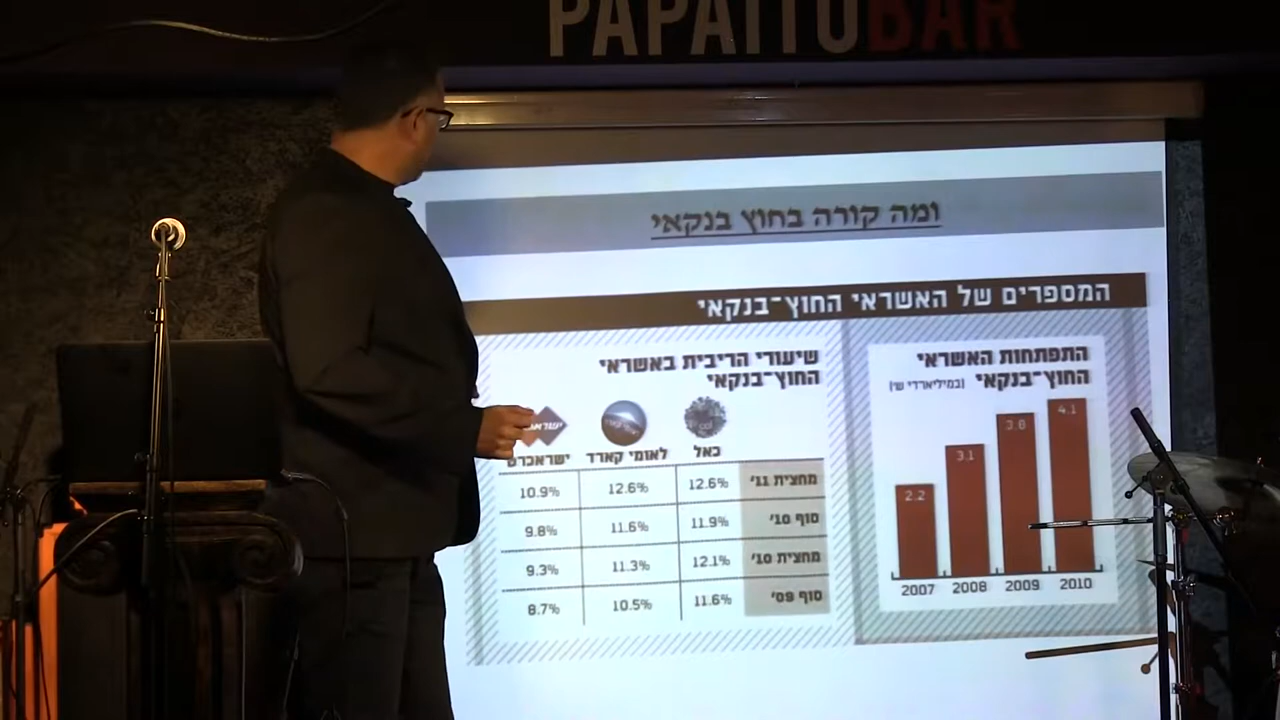 PAPAITO BAR
ומה קורה בחוץ בנקאי
המספרים של האשראי החוץ-בנקאי
התפתחות האשראי
החוץ-בנקאי (במיליארדי ש')
2.2 3.1 3.8 4.1
2007 2008 2009 2010
שיעורי הריבית באשראי
החוץ-בנקאי
כאל לאומי קארד ישראכרט
מחצית 11' 12.6% 12.6% 10.9%
סוף 10' 11.9% 11.6% 9.8%
מחצית 10' 12.1% 11.3% 9.3%
סוף 09' 11.6% 10.5% 8.7%